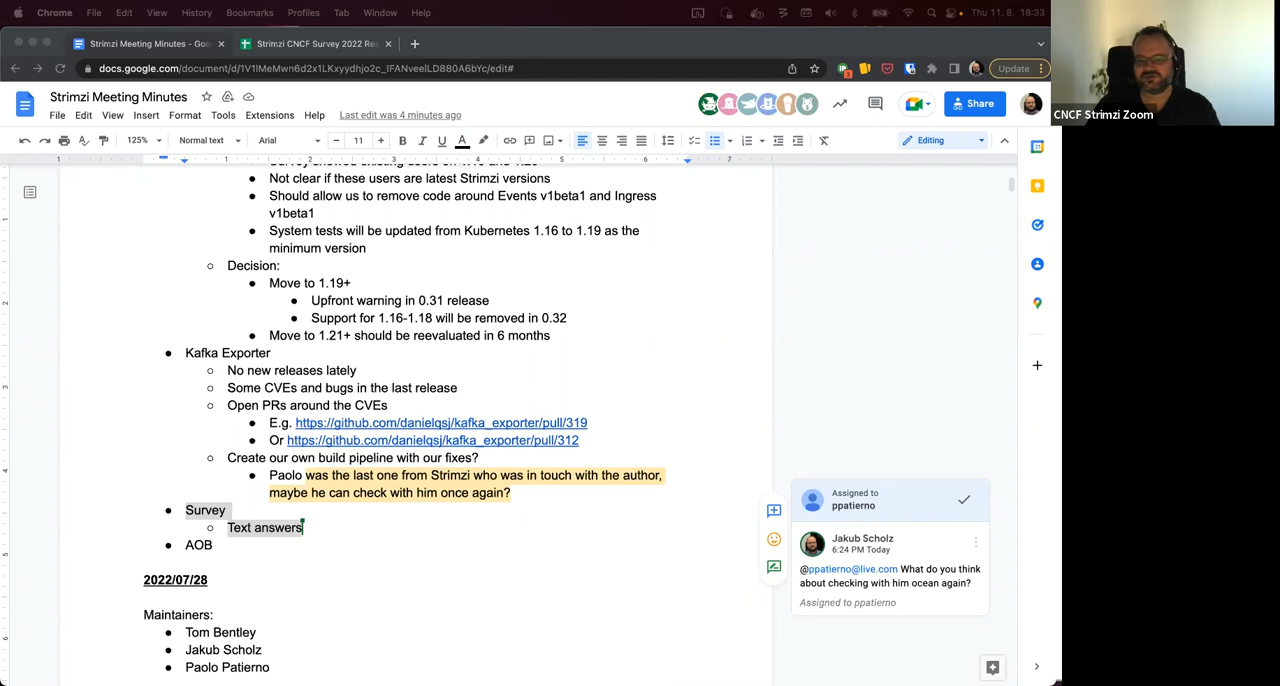 Chrome File Edit View History Bookmarks Profiles Tab Window Help Thu 11. 8. 18:33
Strimzi Meeting Minutes - Goo Strimzi CNCF Survey 2022 Re
docs.google.com/document/d/1V1lMeMwn6d2x1LKxyydhjo2c_IFANveelLD80A6bYc/edit# Update
Strimzi Meeting Minutes
File Edit View Insert Format Tools Extensions Help Last edit was 4 minutes ago Share
125% Normal text Arial 11 Editing
Not clear if these users are latest Strimzi versions
Should allow us to remove code around Events v1beta1 and Ingress
v1beta1
System tests will be updated from Kubernetes 1.16 to 1.19 as the
minimum version
Decision:
Move to 1.19+
Upfront warning in 0.31 release
Support for 1.16-1.18 will be removed in 0.32
Move to 1.21+ should be reevaluated in 6 months
Kafka Exporter
No new releases lately
Some CVEs and bugs in the last release
Open PRs around the CVEs
E.g. https://github.com/danielqsj/kafka_exporter/pull/319
Or https://github.com/danielqsj/kafka_exporter/pull/312
Create our own build pipeline with our fixes?
Paolo was the last one from Strimzi who was in touch with the author,
maybe he can check with him once again?
Survey
Text answers
AOB
2022/07/28
Maintainers:
Tom Bentley
Jakub Scholz
Paolo Patierno
Assigned to
ppatierno
Jakub Scholz
6:24 PM Today
@ppatierno@live.com What do you think
about checking with him ocean again?
Assigned to ppatierno
CNCF Strimzi Zoom